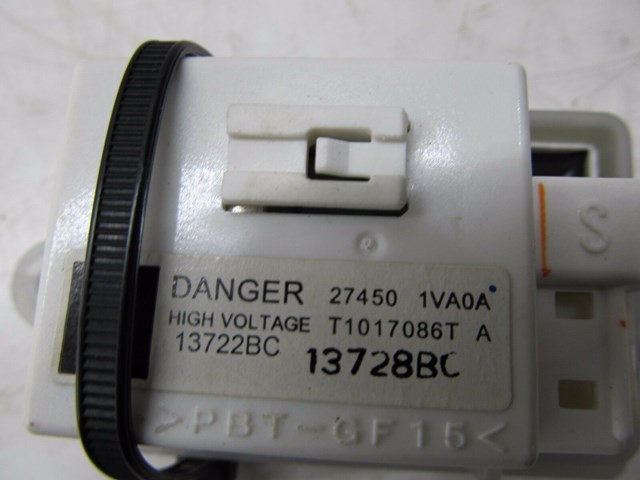 S
DANGER 27450 1VA0A
HIGH VOLTAGE T1017086T A
13722BC 13728BC
>PBT-GF15<